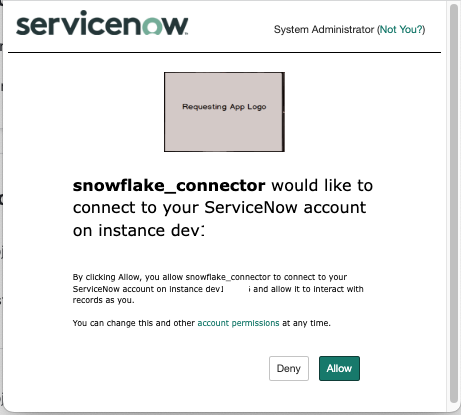 servicenow.
System Administrator (Not You?)
Requesting App Logo
snowflake_connector would like to
connect to your ServiceNow account
on instance dev
By clicking Allow, you allow snowflake_connector to connect to your
ServiceNow account on instance dev and allow it to interact with
records as you.
You can change this and other account permissions at any time.
Deny Allow